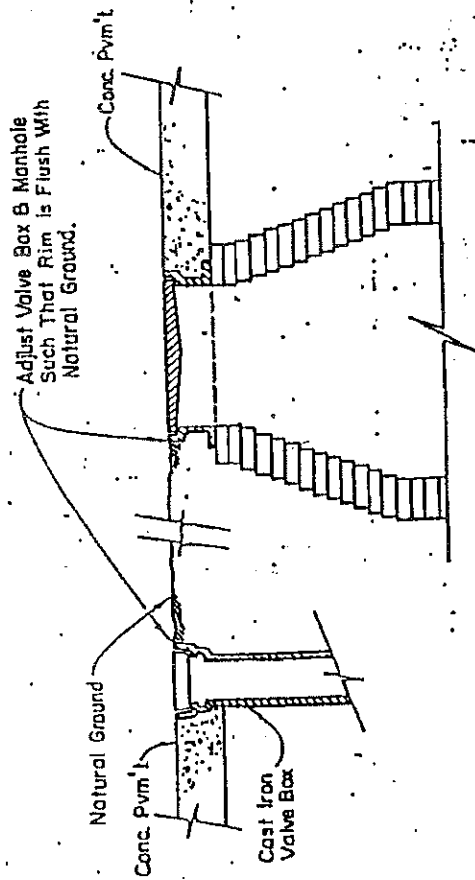 Adjust Valve Box & Manhole
Such That Rim is Flush With
Natural Ground.
Natural Ground
Conc. Pvm't.
Conc. Pvm't.
Cast Iron
Valve Box